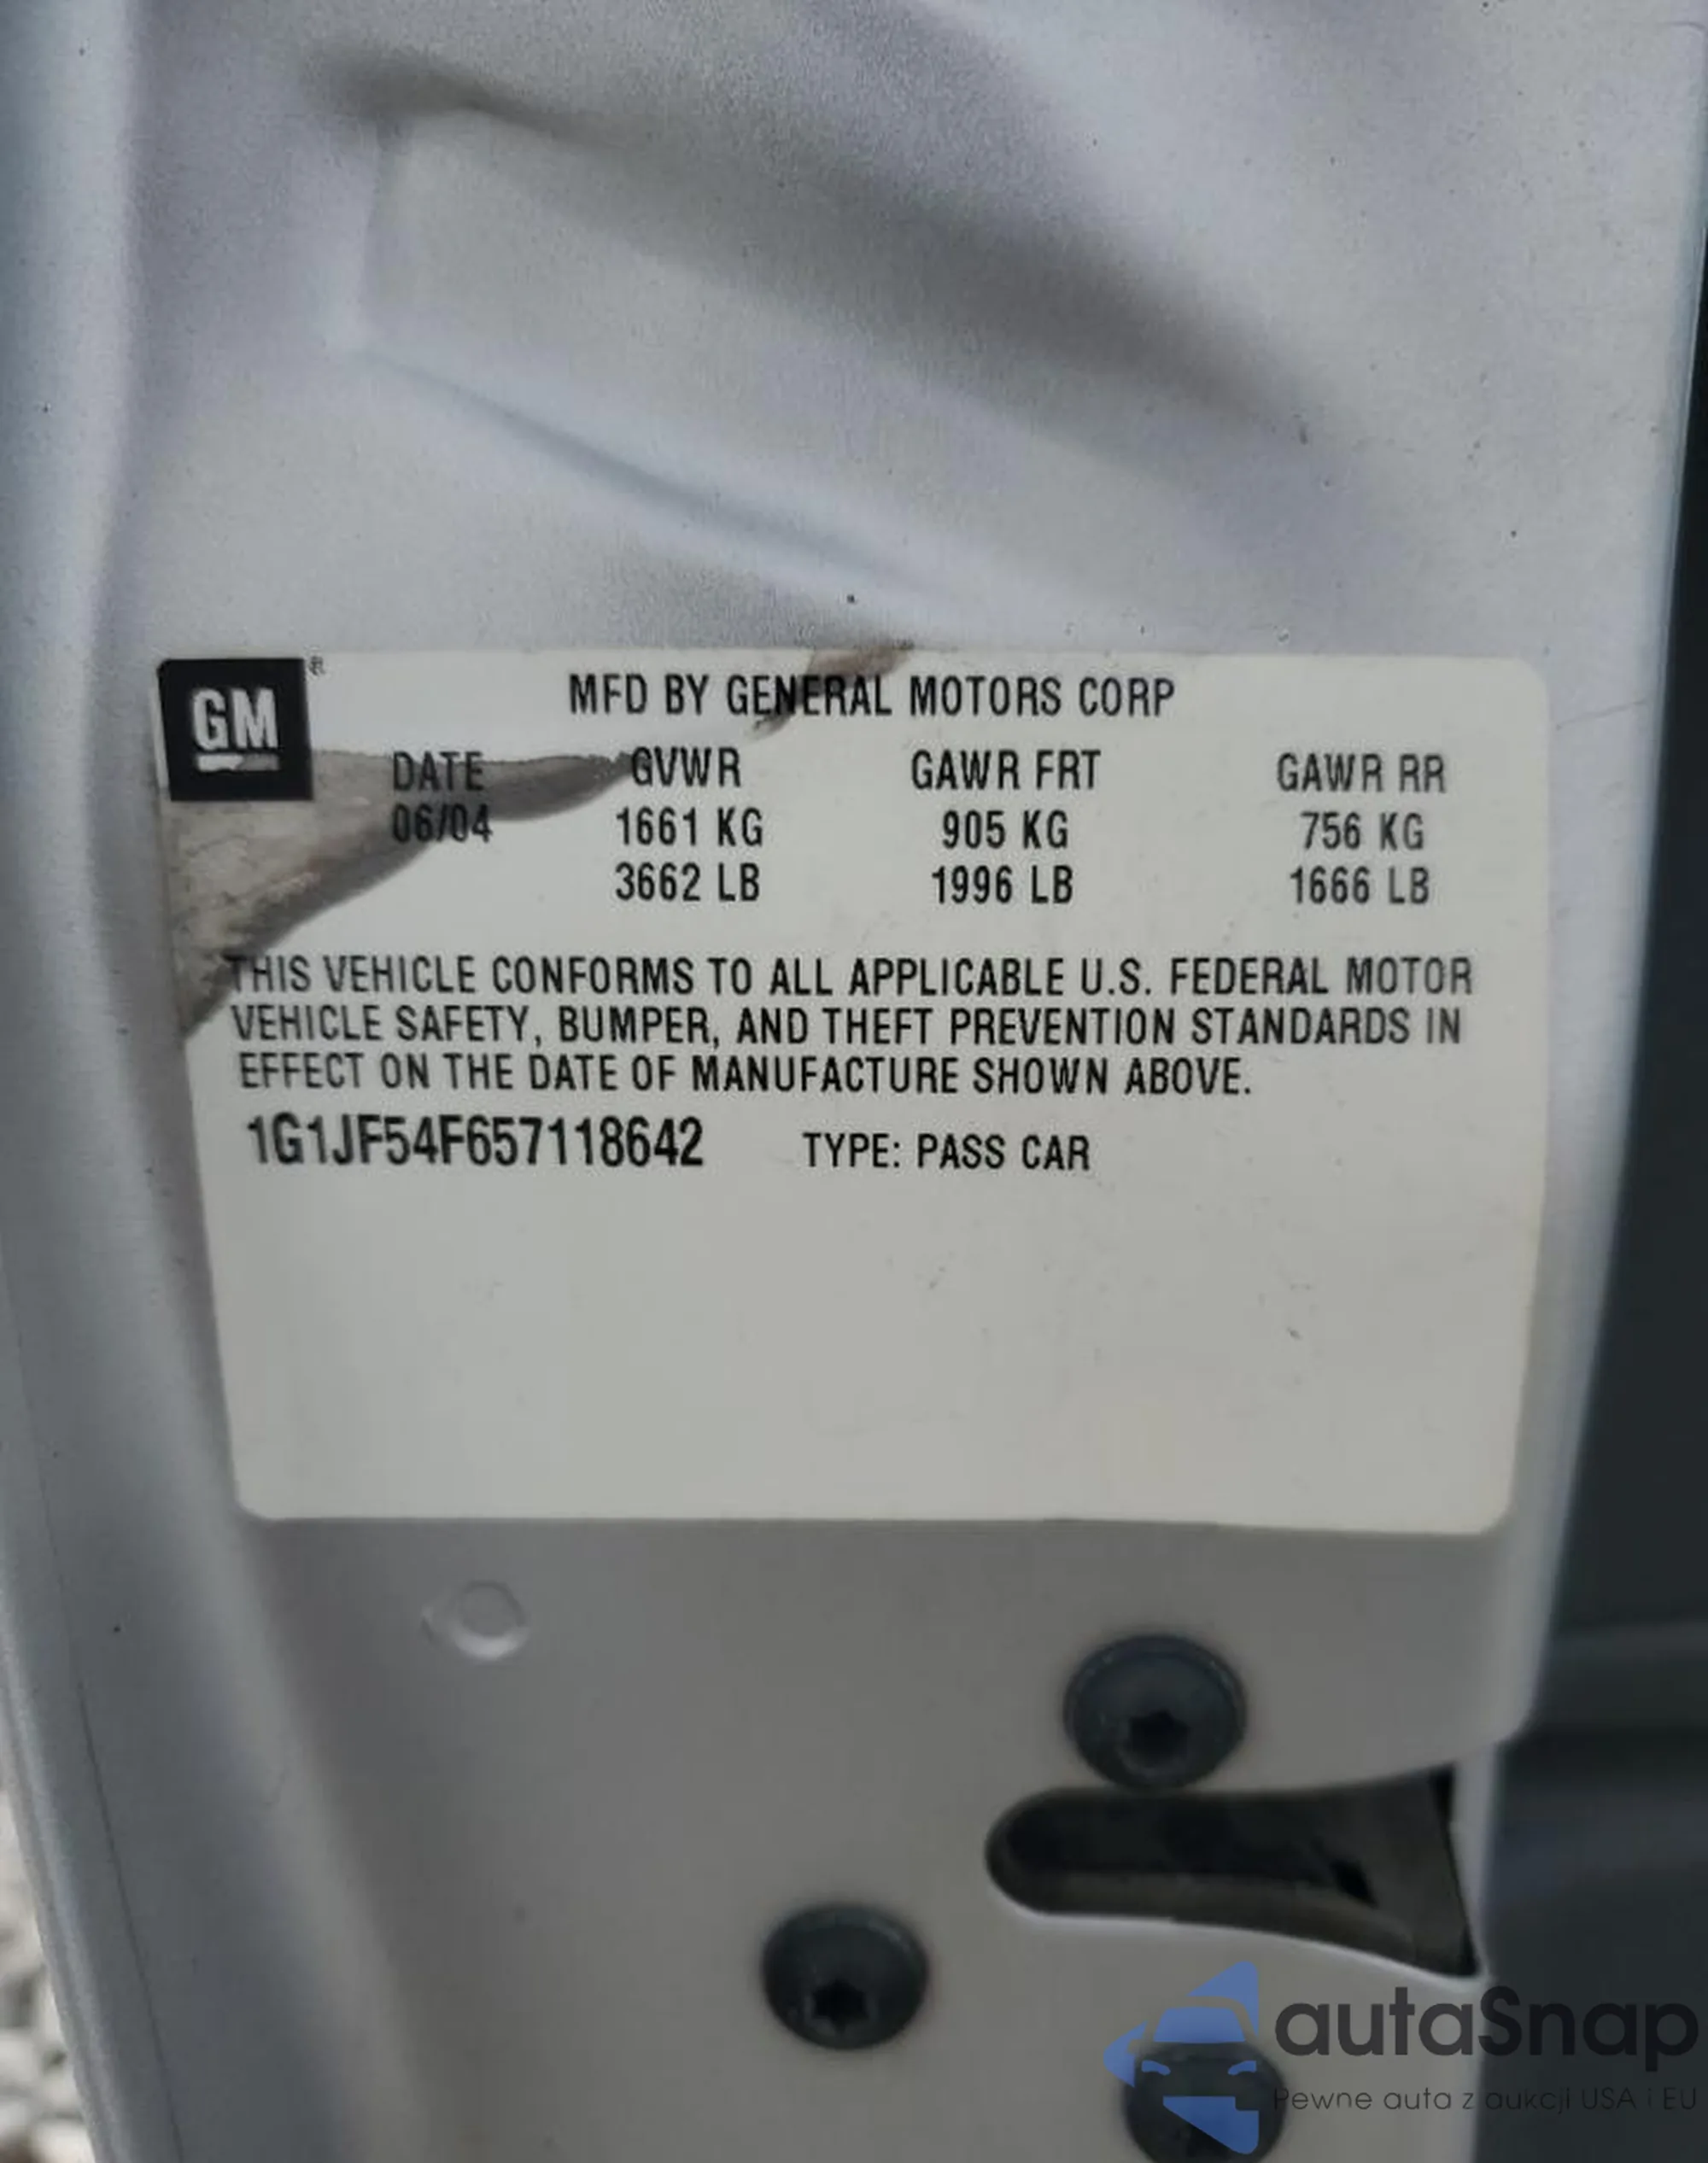 GM ®
MFD BY GENERAL MOTORS CORP
DATE GVWR GAWR FRT GAWR RR
06/04 1661 KG 905 KG 756 KG
3662 LB 1996 LB 1666 LB
THIS VEHICLE CONFORMS TO ALL APPLICABLE U.S. FEDERAL MOTOR
VEHICLE SAFETY, BUMPER, AND THEFT PREVENTION STANDARDS IN
EFFECT ON THE DATE OF MANUFACTURE SHOWN ABOVE.
1G1JF54F657118642 TYPE: PASS CAR
autaSnap
Pewne auta z aukcji USA i EU